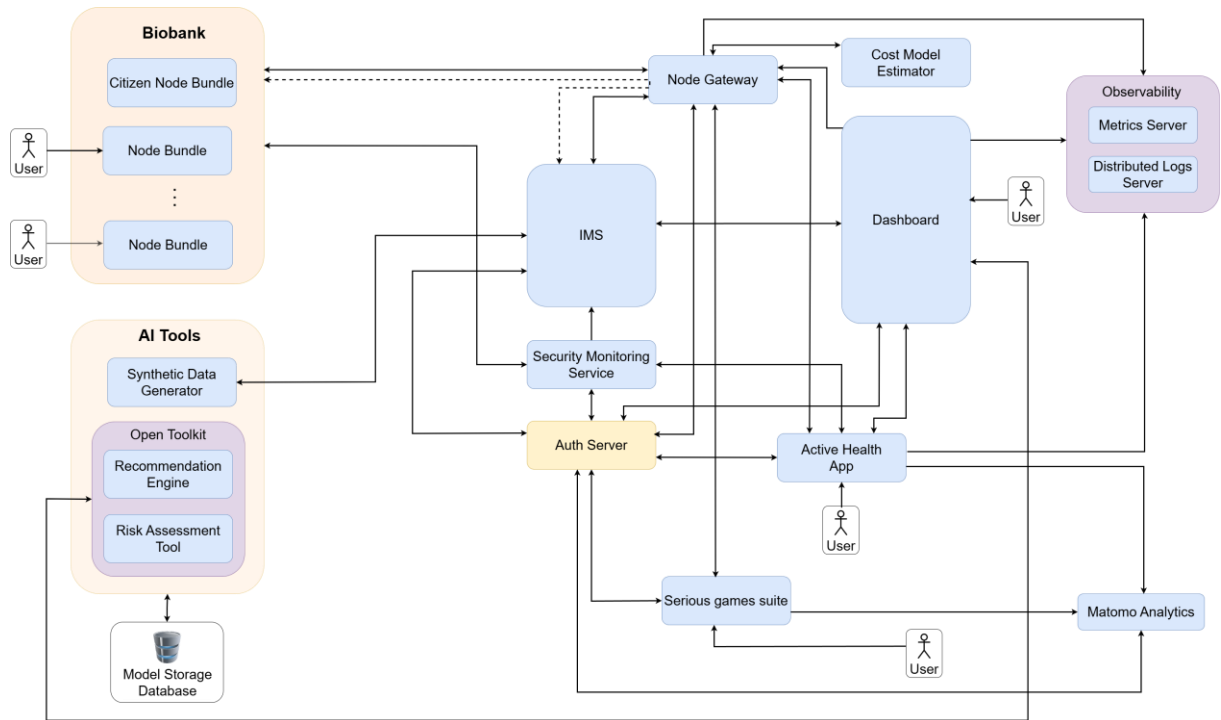 Biobank
Citizen Node Bundle
Node Bundle
User
Node Bundle
User
AI Tools
Synthetic Data
Generator
Open Toolkit
Recommendation
Engine
Risk Assessment
Tool
Model Storage
Database
Node Gateway
Cost Model
Estimator
Observability
Metrics Server
Distributed Logs
Server
IMS
Dashboard
User
Security Monitoring
Service
Auth Server
Active Health
App
User
Serious games suite
User
Matomo Analytics